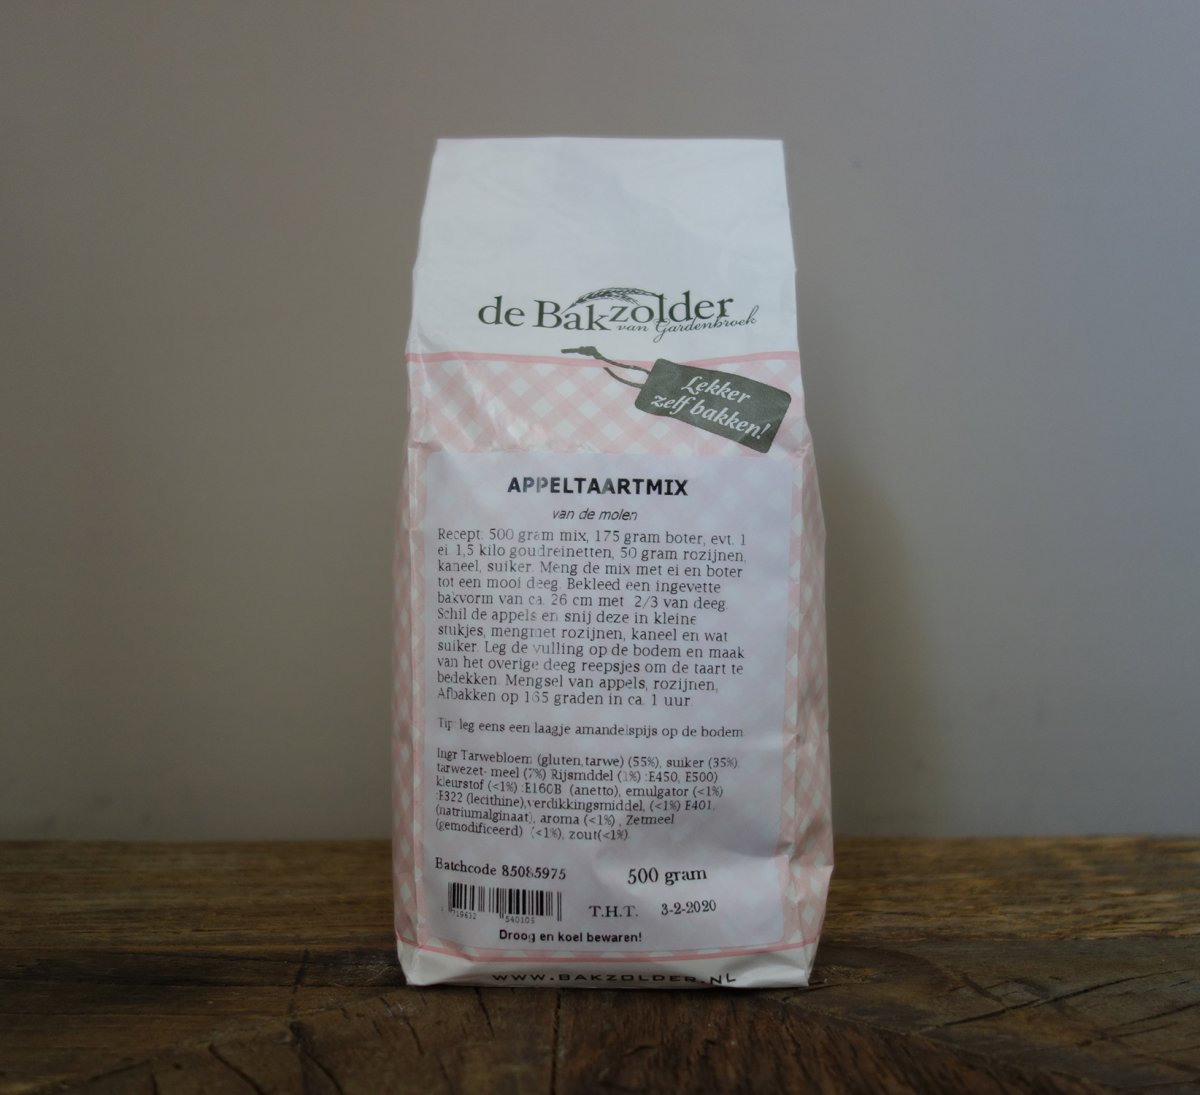 de Bakzolder
van Gardenbroek
Lekker
zelf bakken!
APPELTAARTMIX
van de molen
Recept: 500 gram mix, 175 gram boter, evt. 1
ei. 1,5 kilo goudreinetten, 50 gram rozijnen,
kaneel, suiker. Meng de mix met ei en boter
tot een mooi deeg. Bekleed een ingevette
bakvorm van ca. 26 cm met 2/3 van deeg.
Schil de appels en snij deze in kleine
stukjes, mengmet rozijnen, kaneel en wat
suiker. Leg de vulling op de bodem en maak
van het overige deeg reepsjes om de taart te
bedekken. Mengsel van appels, rozijnen,
Afbakken op 165 graden in ca. 1 uur.
Tip: leg eens een laagje amandelspijs op de bodem.
Ingr Tarwebloem (gluten,tarwe) (55%), suiker (35%),
tarwezet- meel (7%) Rijsmddel (1%) :E450, E500)
kleurstof (<1%) :E160B (anetto), emulgator (<1%)
:E322 (lecithine),verdikkingsmiddel, (<1%) E401,
(natriumalginaat), aroma (<1%) , Zetmeel
(gemodificeerd) (<1%), zout(<1%).
Batchcode 85085975 500 gram
719632 540105
T.H.T. 3-2-2020
Droog en koel bewaren!
WWW.BAKZOLDER.NL